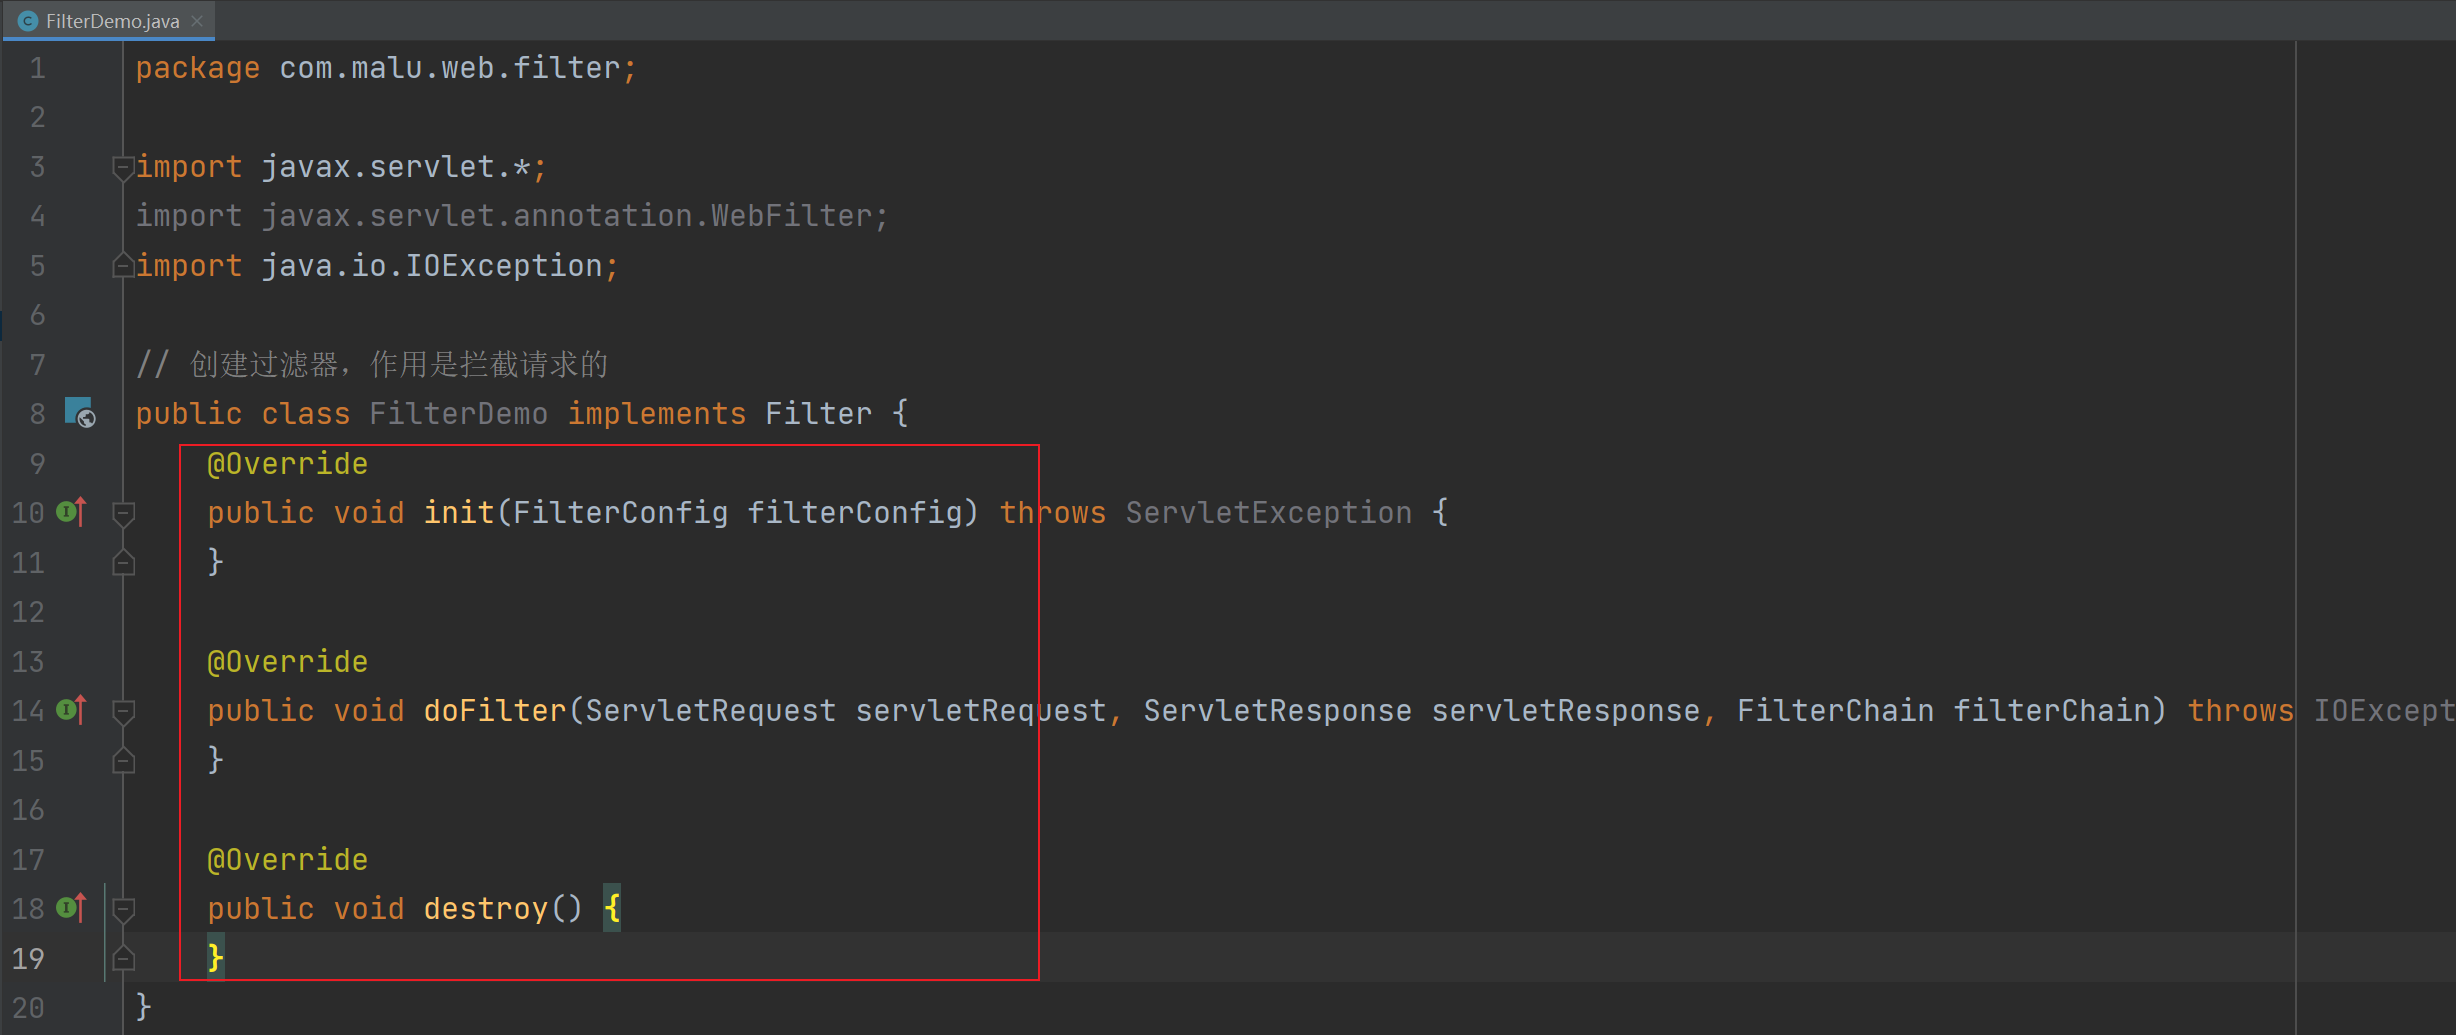 FilterDemo.java
1 package com.malu.web.filter;
2
3 import javax.servlet.*;
4 import javax.servlet.annotation.WebFilter;
5 import java.io.IOException;
6
7 // 创建过滤器，作用是拦截请求的
8 public class FilterDemo implements Filter {
9 @Override
10 public void init(FilterConfig filterConfig) throws ServletException {
11 }
12
13 @Override
14 public void doFilter(ServletRequest servletRequest, ServletResponse servletResponse, FilterChain filterChain) throws IOExcept
15 }
16
17 @Override
18 public void destroy() {
19 }
20 }